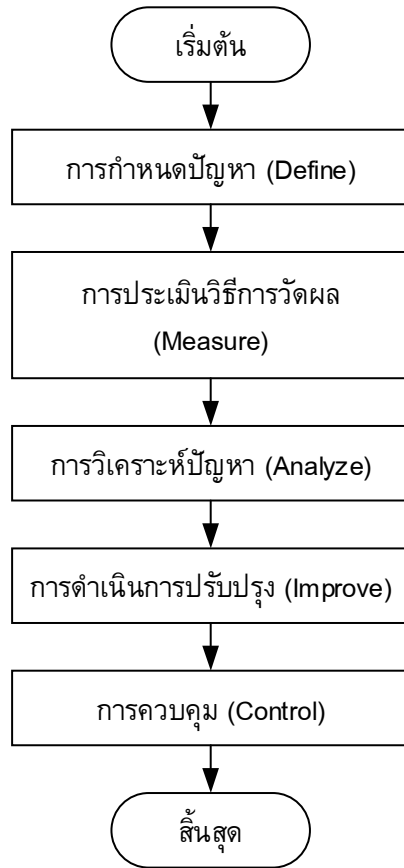 เริ่มต้น
การกำหนดปัญหา (Define)
การประเมินวิธีการวัดผล
(Measure)
การวิเคราะห์ปัญหา (Analyze)
การดำเนินการปรับปรุง (Improve)
การควบคุม (Control)
สิ้นสุด